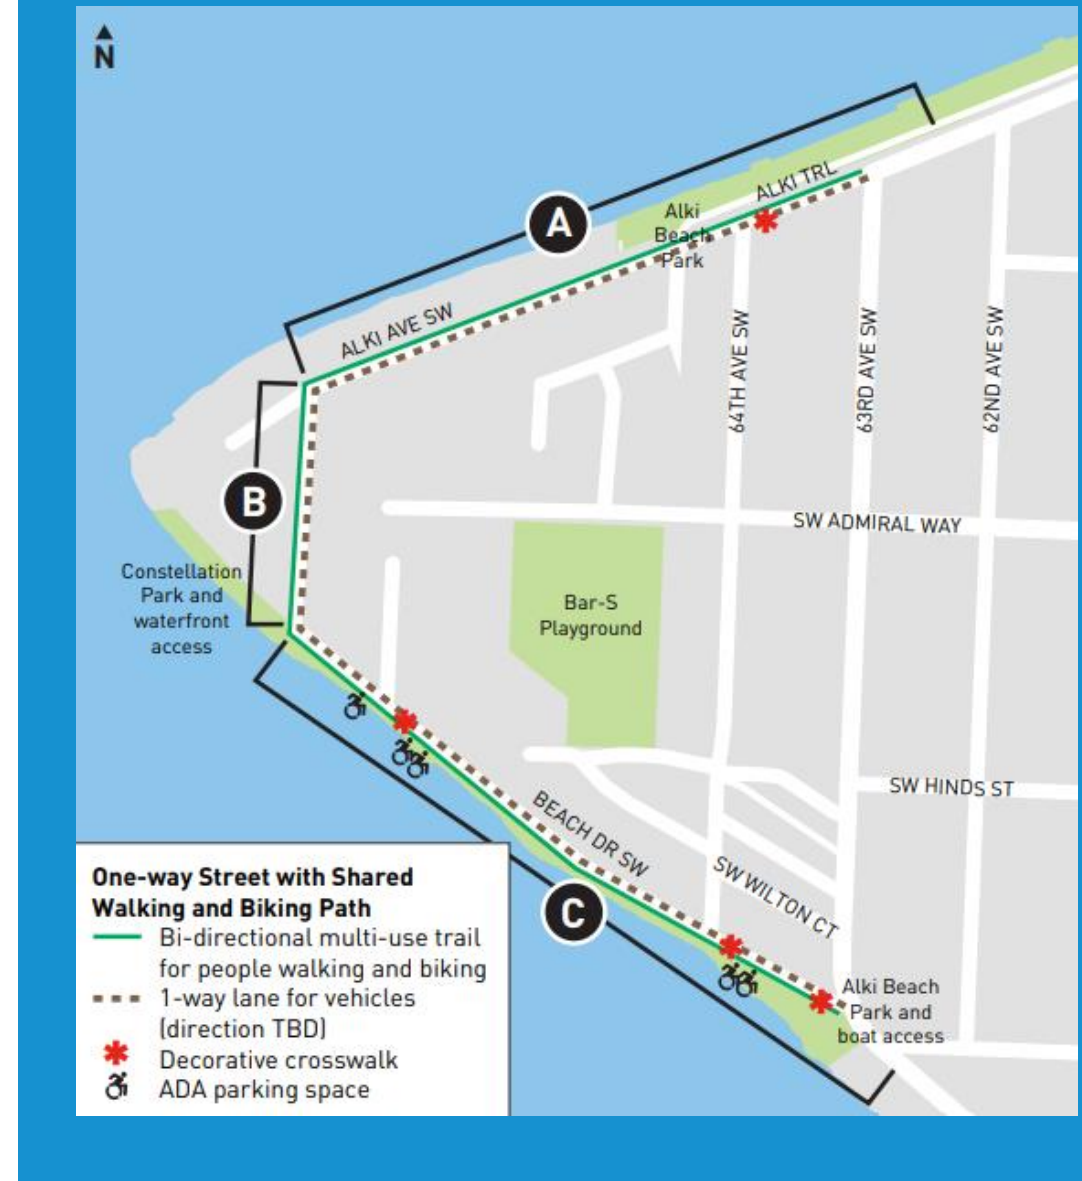 N
A
ALKI TRL
Alki
Beach
Park
ALKI AVE SW
64TH AVE SW
63RD AVE SW
62ND AVE SW
B
SW ADMIRAL WAY
Constellation
Park and
waterfront
access
Bar-S
Playground
SW HINDS ST
BEACH DR SW
SW WILTON CT
C
Alki Beach
Park and
boat access
One-way Street with Shared
Walking and Biking Path
Bi-directional multi-use trail
for people walking and biking
1-way lane for vehicles
(direction TBD)
Decorative crosswalk
ADA parking space